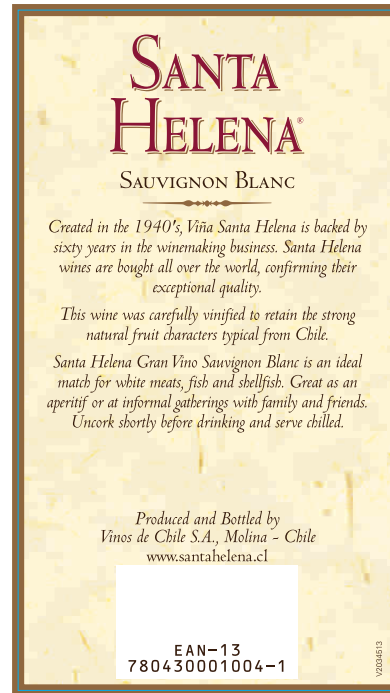 SANTA
HELENA®
SAUVIGNON BLANC
Created in the 1940's, Viña Santa Helena is backed by
sixty years in the winemaking business. Santa Helena
wines are bought all over the world, confirming their
exceptional quality.
This wine was carefully vinified to retain the strong
natural fruit characters typical from Chile.
Santa Helena Gran Vino Sauvignon Blanc is an ideal
match for white meats, fish and shellfish. Great as an
aperitif or at informal gatherings with family and friends.
Uncork shortly before drinking and serve chilled.
Produced and Bottled by
Vinos de Chile S.A., Molina - Chile
www.santahelena.cl
EAN-13
780430001004-1
V2034513